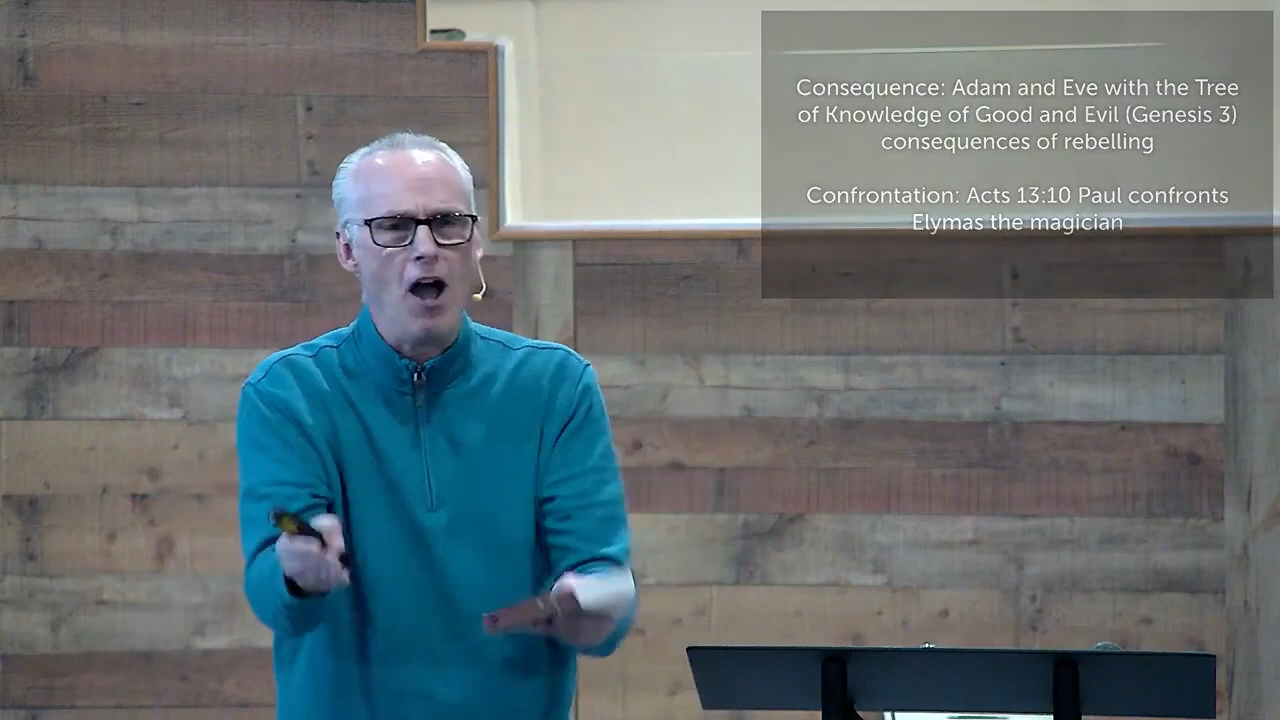 Consequence: Adam and Eve with the Tree
of Knowledge of Good and Evil (Genesis 3)
consequences of rebelling
Confrontation: Acts 13:10 Paul confronts
Elymas the magician